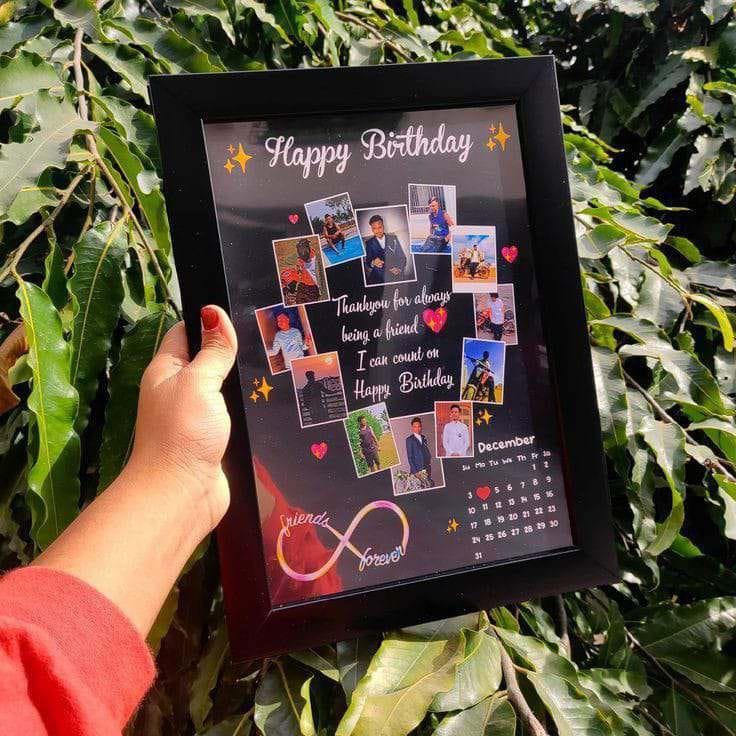 Happy Birthday
Thankyou for always
being a friend
I can count on
Happy Birthday
December
Su Mo Tu We Th Fr Sa
1 2
3 5 6 7 8 9
10 11 12 13 14 15 16
17 18 19 20 21 22 23
24 25 26 27 28 29 30
31
friends
forever